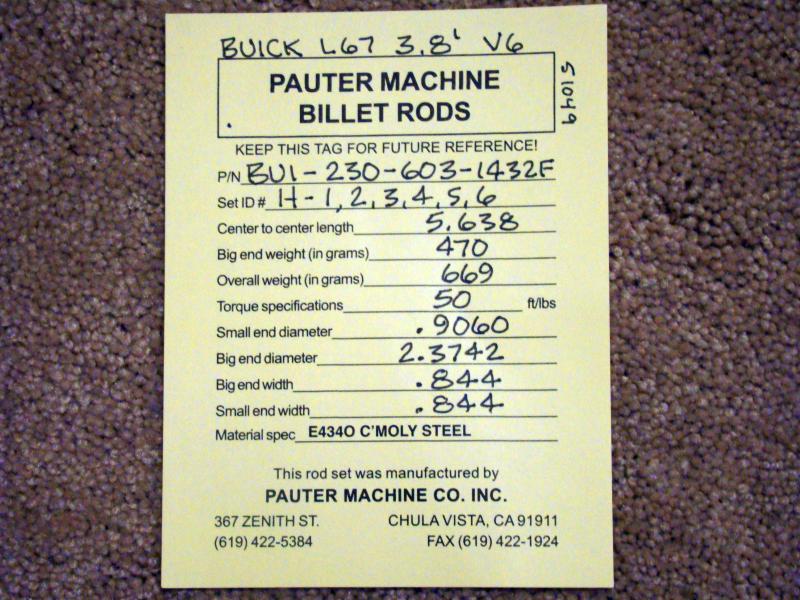 BUICK L67 3.8' V6
PAUTER MACHINE
BILLET RODS
51049
KEEP THIS TAG FOR FUTURE REFERENCE!
P/N BUI-230-603-1432F
Set ID# H-1,2,3,4,5,6
Center to center length 5.638
Big end weight (in grams) 470
Overall weight (in grams) 669
Torque specifications 50 ft/lbs
Small end diameter .9060
Big end diameter 2.3742
Big end width .844
Small end width .844
Material spec E434O C'MOLY STEEL
This rod set was manufactured by
PAUTER MACHINE CO. INC.
367 ZENITH ST. CHULA VISTA, CA 91911
(619) 422-5384 FAX (619) 422-1924